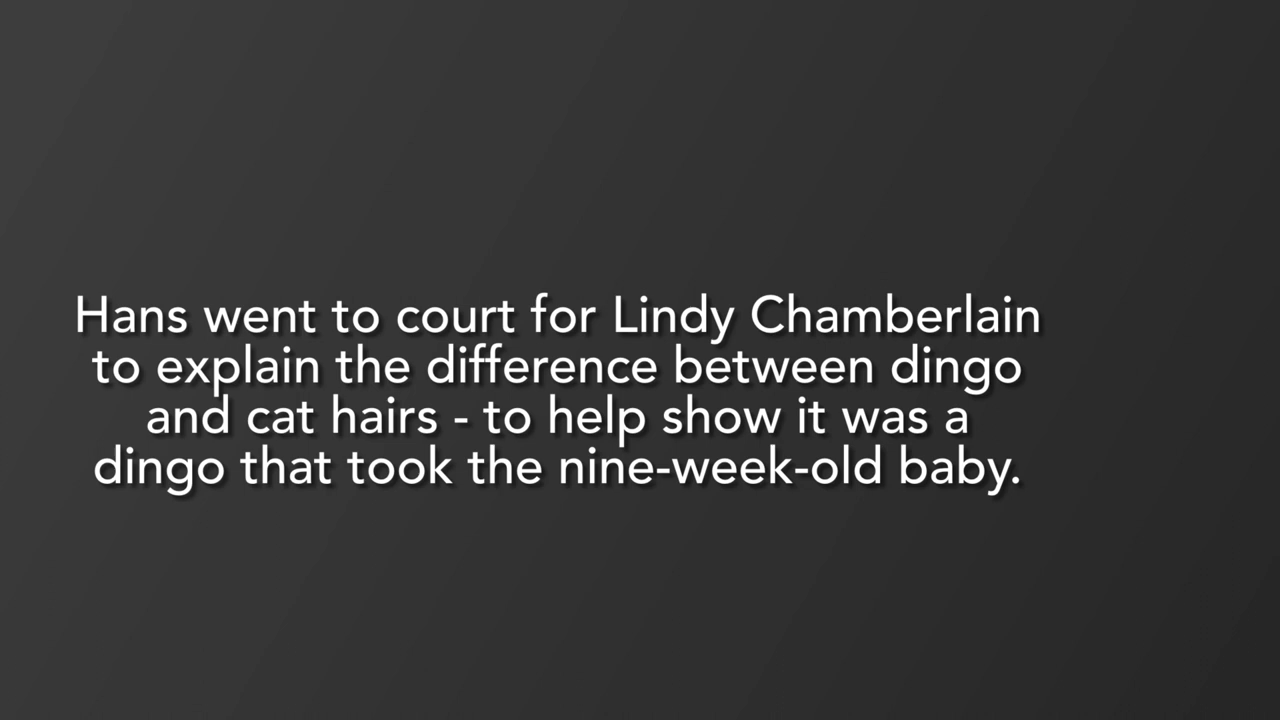 Hans went to court for Lindy Chamberlain
to explain the difference between dingo
and cat hairs - to help show it was a
dingo that took the nine-week-old baby.